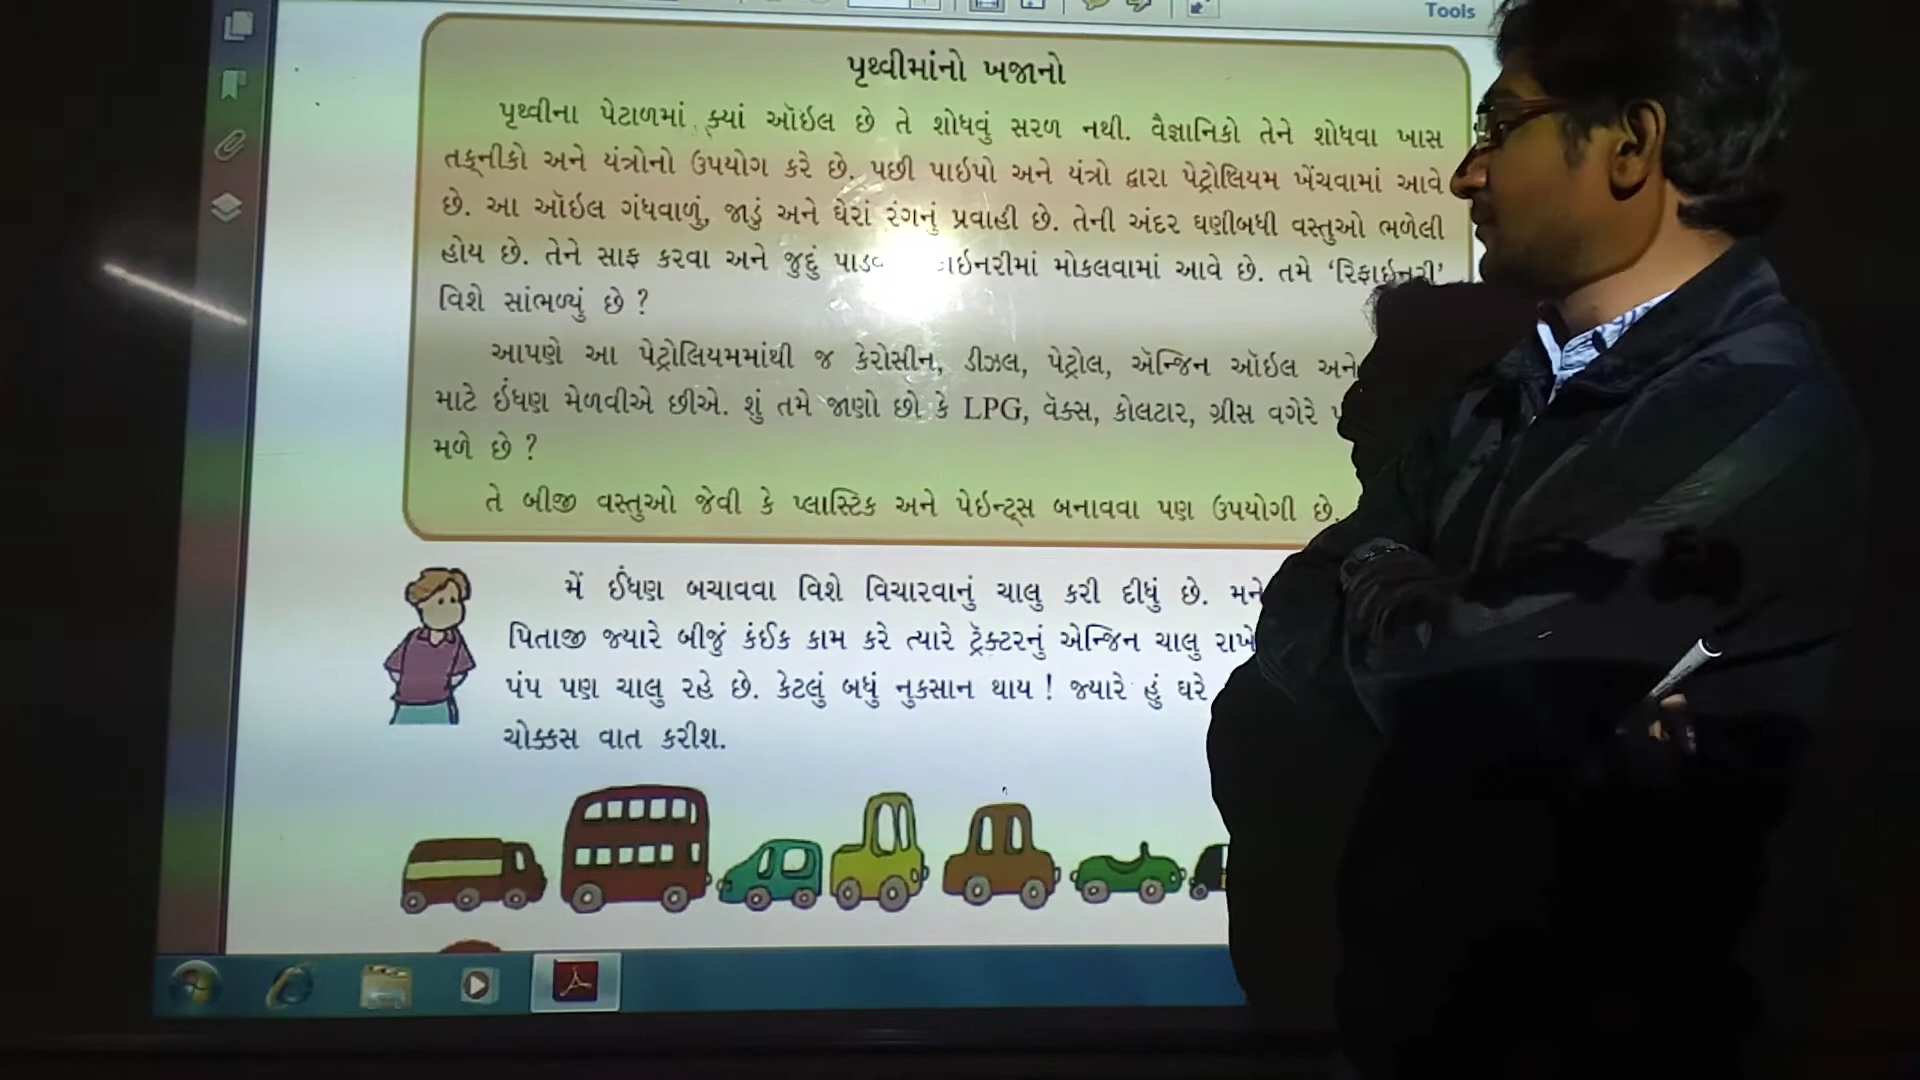 Tools
પૃથ્વીમાંનો ખજાનો
પૃથ્વીના પેટાળમાં ક્યાં ઑઇલ છે તે શોધવું સરળ નથી. વૈજ્ઞાનિકો તેને શોધવા ખાસ
તક્નીકો અને યંત્રોનો ઉપયોગ કરે છે. પછી પાઇપો અને યંત્રો દ્વારા પેટ્રોલિયમ ખેંચવામાં આવે
છે. આ ઑઇલ ગંધવાળું, જાડું અને ઘેરા રંગનું પ્રવાહી છે. તેની અંદર ઘણીબધી વસ્તુઓ ભળેલી
હોય છે. તેને સાફ કરવા અને જુદું મોકલવામાં આવે છે. તમે ‘રિફાઇનરી’
વિશે સાંભળ્યું છે ?
આપણે આ પેટ્રોલિયમમાંથી જ કેરોસીન, ડીઝલ, પેટ્રોલ, ઍન્જિન ઑઇલ અને
માટે ઇંધણ મેળવીએ છીએ. શું તમે જાણો છો કે LPG, વૅક્સ, કોલટાર, ગ્રીસ વગેરે
મળે છે ?
તે બીજી વસ્તુઓ જેવી કે પ્લાસ્ટિક અને પેઇન્ટ્સ બનાવવા પણ ઉપયોગી છે.
મેં ઈંધણ બચાવવા વિશે વિચારવાનું ચાલુ કરી દીધું છે. મને
પિતાજી જ્યારે બીજું કંઈક કામ કરે ત્યારે ટ્રૅક્ટરનું એન્જિન ચાલુ રાખે
પંપ પણ ચાલુ રહે છે. કેટલું બધું નુકસાન થાય ! જ્યારે હું ઘરે
ચોક્કસ વાત કરીશ.